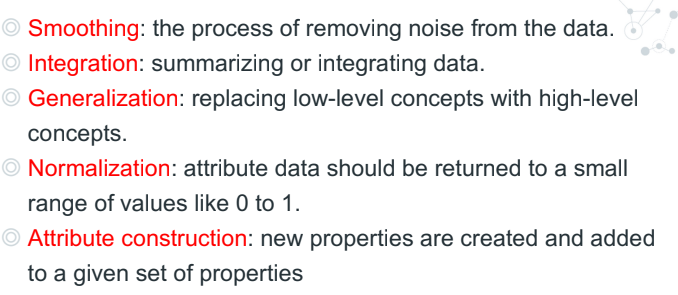 Smoothing: the process of removing noise from the data.
Integration: summarizing or integrating data.
Generalization: replacing low-level concepts with high-level
concepts.
Normalization: attribute data should be returned to a small
range of values like 0 to 1.
Attribute construction: new properties are created and added
to a given set of properties